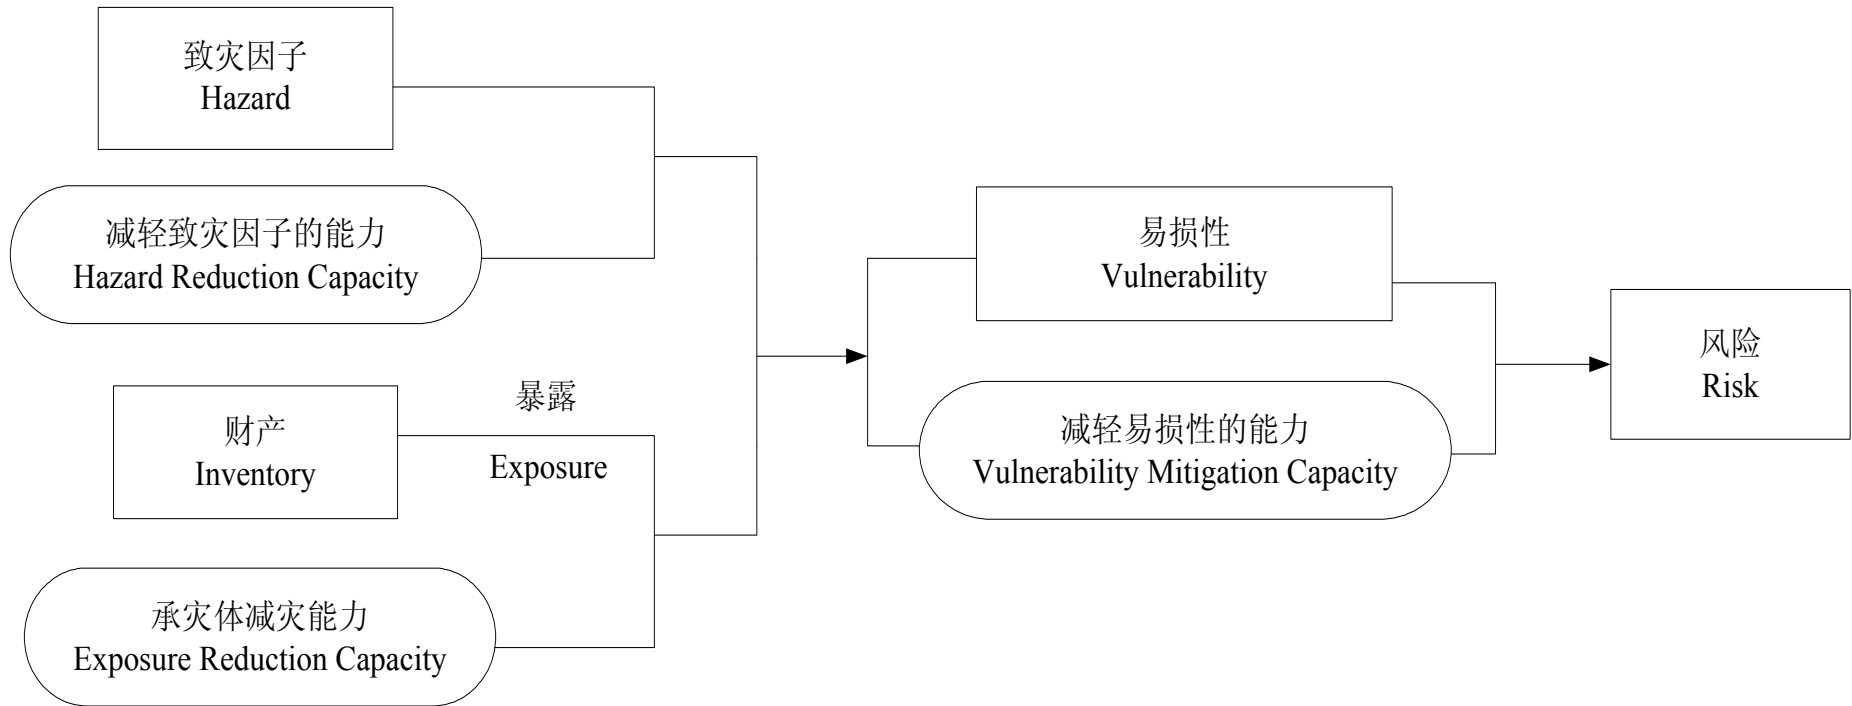 致灾因子
Hazard
减轻致灾因子的能力
Hazard Reduction Capacity
财产
Inventory
暴露
Exposure
承灾体减灾能力
Exposure Reduction Capacity
易损性
Vulnerability
减轻易损性的能力
Vulnerability Mitigation Capacity
风险
Risk